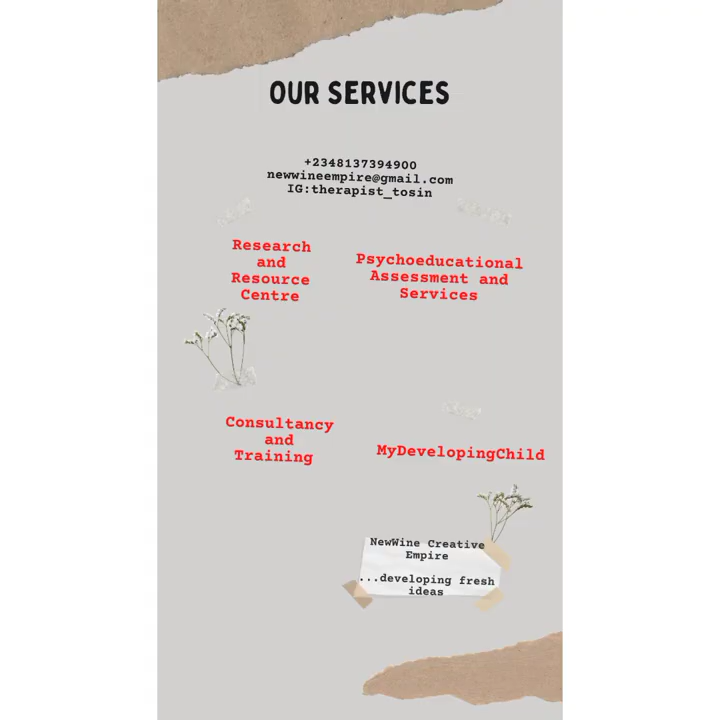 OUR SERVICES
+2348137394900
newwineempire@gmail.com
IG:therapist_tosin
Research
and
Resource
Centre
Psychoeducational
Assessment and
Services
Consultancy
and
Training
MyDevelopingChild
NewWine Creative
Empire
...developing fresh
ideas